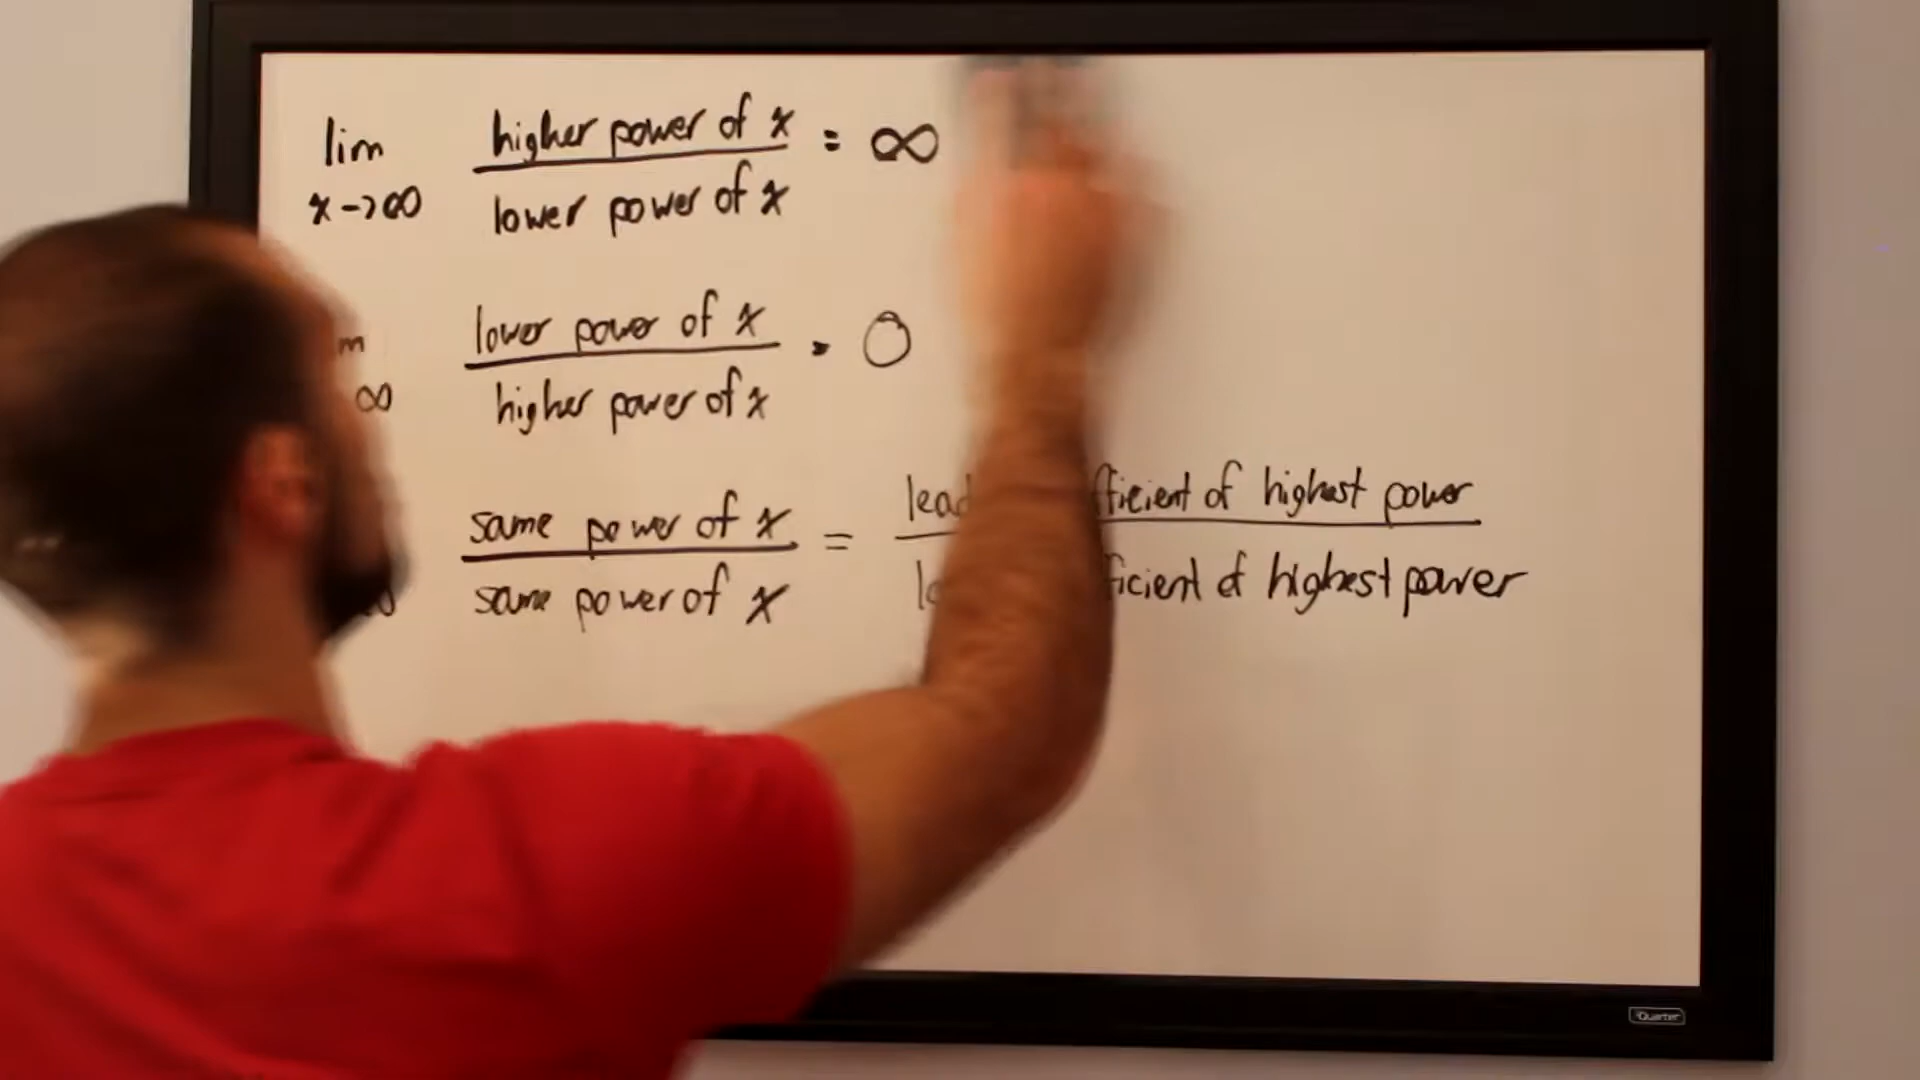 lim higher power of x = ∞
x→∞ lower power of x
m lower power of x = 0
∞ higher power of x
same power of x = lead fficient of highest power
same power of x ficient of highest power
Quarter